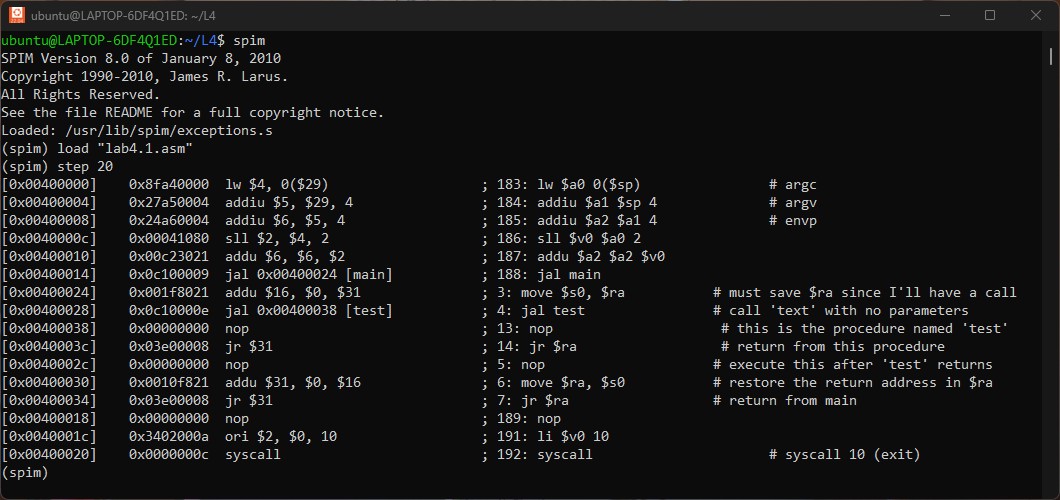 ubuntu@LAPTOP-6DF4Q1ED: ~/L4
ubuntu@LAPTOP-6DF4Q1ED:~/L4$ spim
SPIM Version 8.0 of January 8, 2010
Copyright 1990-2010, James R. Larus.
All Rights Reserved.
See the file README for a full copyright notice.
Loaded: /usr/lib/spim/exceptions.s
(spim) load "lab4.1.asm"
(spim) step 20
[0x00400000]    0x8fa40000  lw $4, 0($29)                   ; 183: lw $a0 0($sp)                # argc
[0x00400004]    0x27a50004  addiu $5, $29, 4                ; 184: addiu $a1 $sp 4              # argv
[0x00400008]    0x24a60004  addiu $6, $5, 4                 ; 185: addiu $a2 $a1 4              # envp
[0x0040000c]    0x00041080  sll $2, $4, 2                   ; 186: sll $v0 $a0 2
[0x00400010]    0x00c23021  addu $6, $6, $2                 ; 187: addu $a2 $a2 $v0
[0x00400014]    0x0c100009  jal 0x00400024 [main]           ; 188: jal main
[0x00400024]    0x001f8021  addu $16, $0, $31               ; 3: move $s0, $ra           # must save $ra since I'll have a call
[0x00400028]    0x0c10000e  jal 0x00400038 [test]           ; 4: jal test                # call 'text' with no parameters
[0x00400038]    0x00000000  nop                             ; 13: nop                     # this is the procedure named 'test'
[0x0040003c]    0x03e00008  jr $31                          ; 14: jr $ra                  # return from this procedure
[0x0040002c]    0x00000000  nop                             ; 5: nop                     # execute this after 'test' returns
[0x00400030]    0x0010f821  addu $31, $0, $16               ; 6: move $ra, $s0           # restore the return address in $ra
[0x00400034]    0x03e00008  jr $31                          ; 7: jr $ra                  # return from main
[0x00400018]    0x00000000  nop                             ; 189: nop
[0x0040001c]    0x3402000a  ori $2, $0, 10                  ; 191: li $v0 10
[0x00400020]    0x0000000c  syscall                         ; 192: syscall                      # syscall 10 (exit)
(spim)